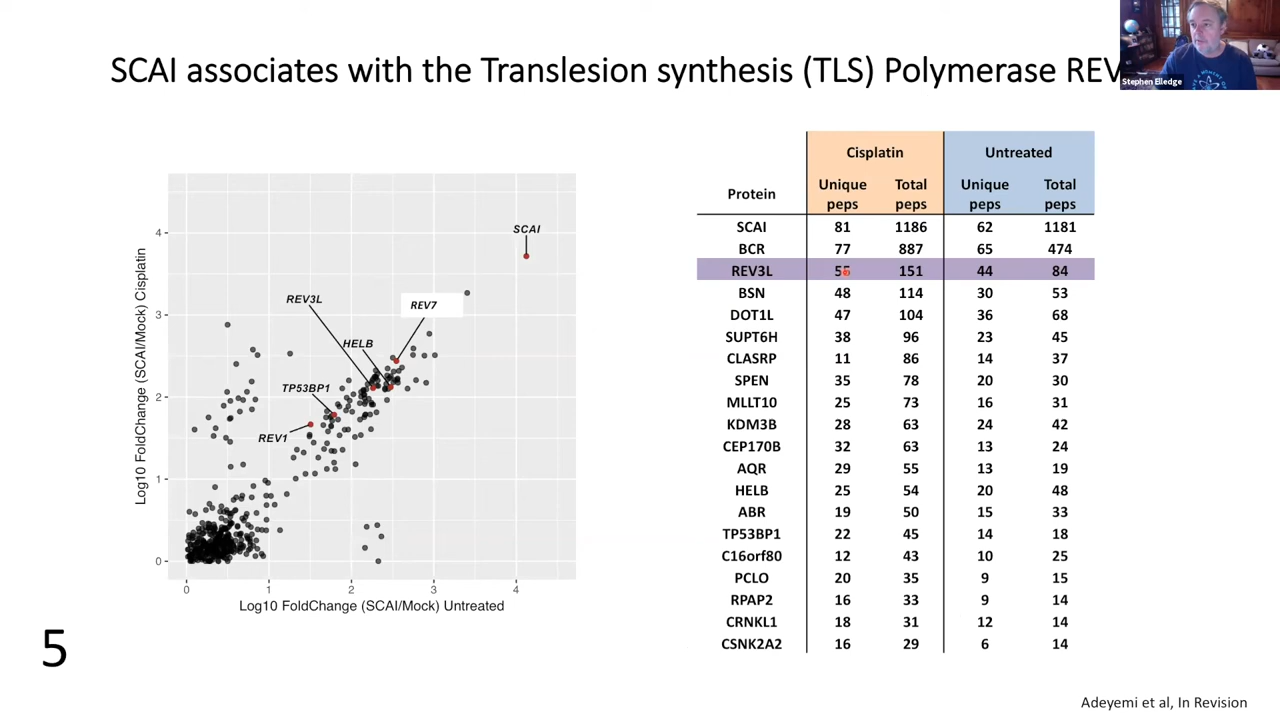 SCAI associates with the Translesion synthesis (TLS) Polymerase REV
Stephen Elledge
Log10 FoldChange (SCAI/Mock) Cisplatin
4
3
2
1
0
SCAI
REV3L
REV7
HELB
TP53BP1
REV1
0 1 2 3 4
Log10 FoldChange (SCAI/Mock) Untreated
Cisplatin Untreated
Protein Unique peps Total peps Unique peps Total peps
SCAI 81 1186 62 1181
BCR 77 887 65 474
REV3L 151 44 84
BSN 48 114 30 53
DOT1L 47 104 36 68
SUPT6H 38 96 23 45
CLASRP 11 86 14 37
SPEN 35 78 20 30
MLLT10 25 73 16 31
KDM3B 28 63 24 42
CEP170B 32 63 13 24
AQR 29 55 13 19
HELB 25 54 20 48
ABR 19 50 15 33
TP53BP1 22 45 14 18
C16orf80 12 43 10 25
PCLO 20 35 9 15
RPAP2 16 33 9 14
CRNKL1 18 31 12 14
CSNK2A2 16 29 6 14
5
Adeyemi et al, In Revision